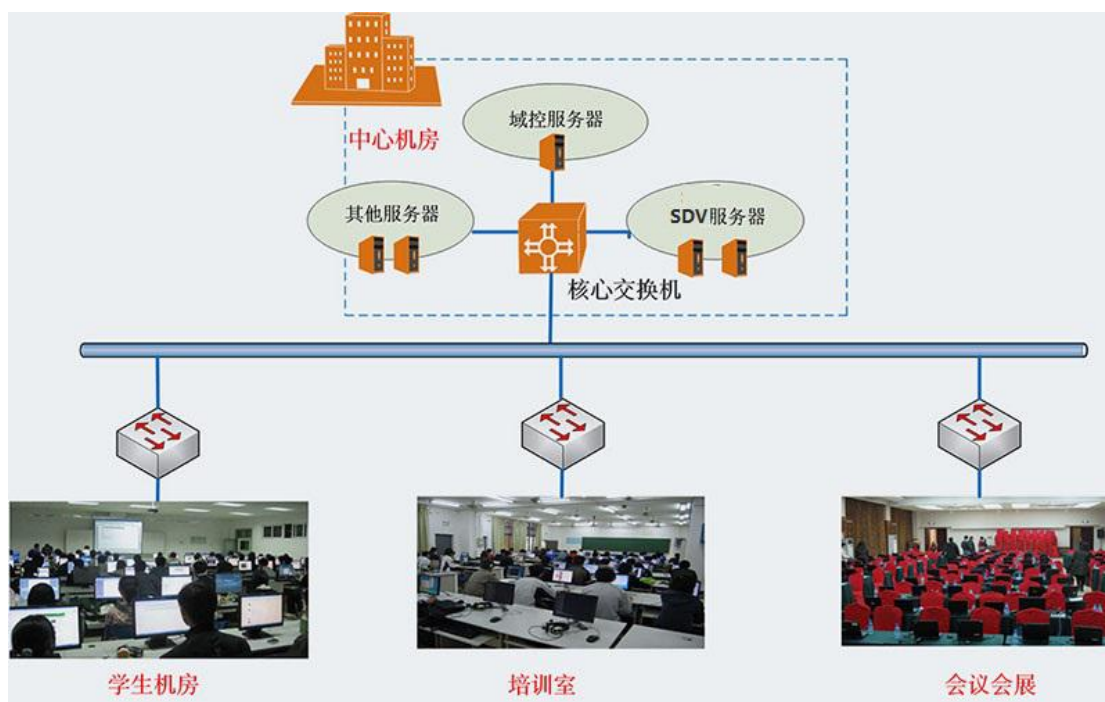 域控服务器
中心机房
其他服务器
SDV服务器
核心交换机
学生机房
培训室
会议会展